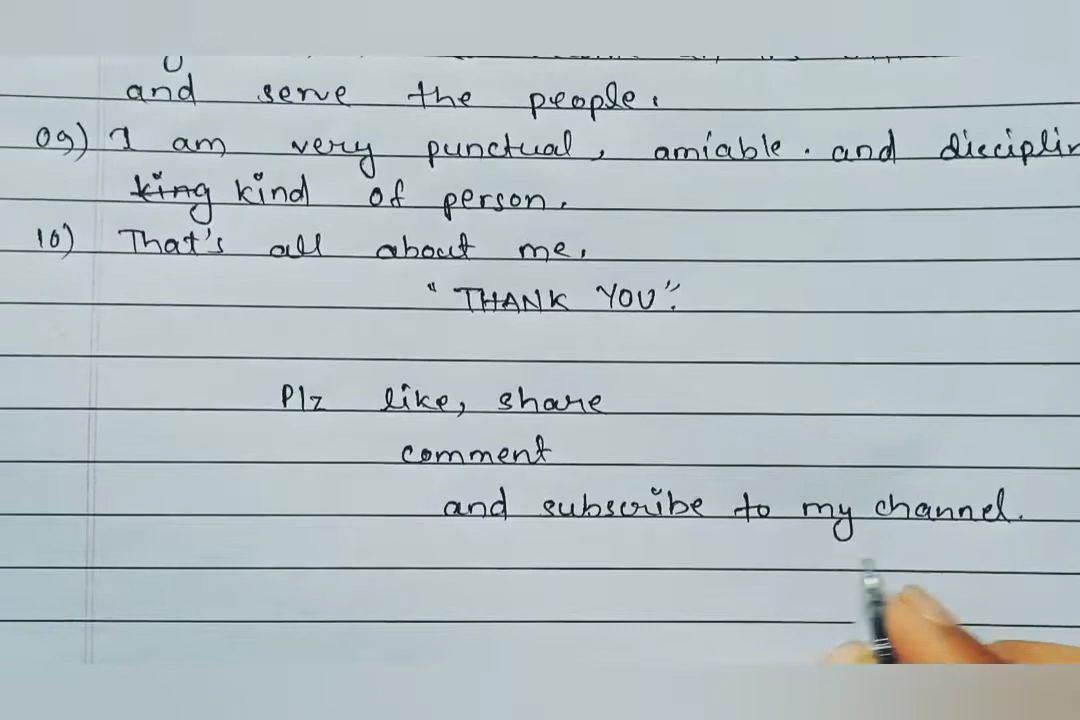 and serve the people.
09) I am very punctual, amiable. and disciplin
king kind of person.
10) That's all about me.
"THANK YOU".
Plz like, share
comment
and subscribe to my channel.